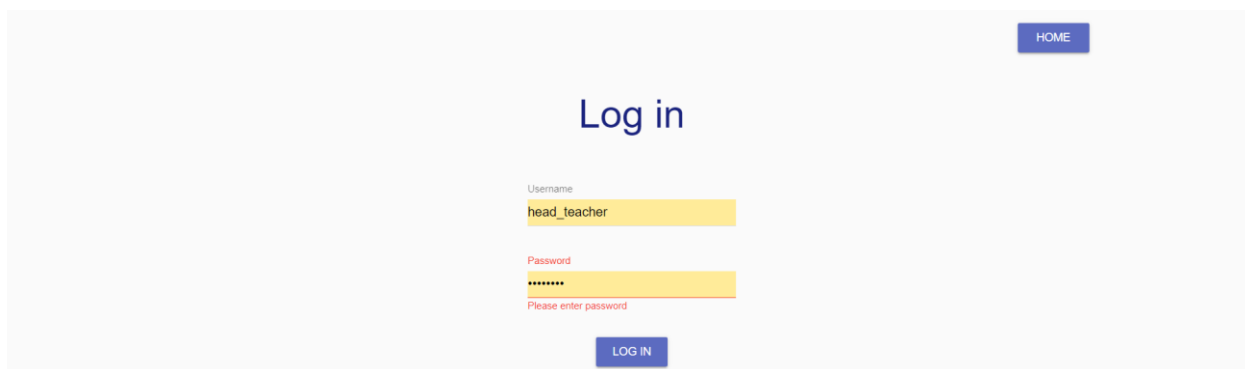 HOME
Log in
Username
head_teacher
Password
••••••••
Please enter password
LOG IN